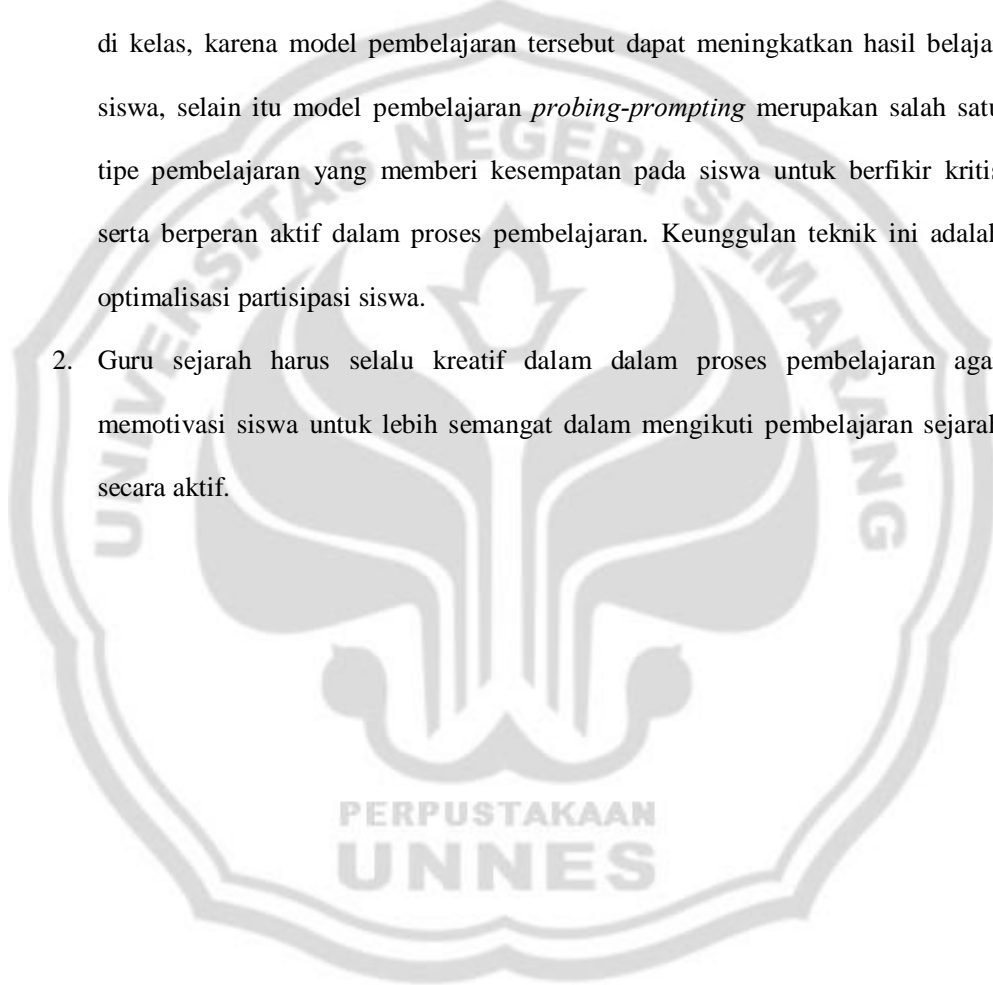 di kelas, karena model pembelajaran tersebut dapat meningkatkan hasil belaja
siswa, selain itu model pembelajaran probing-prompting merupakan salah satu
tipe pembelajaran yang memberi kesempatan pada siswa untuk berfikir kritis
serta berperan aktif dalam proses pembelajaran. Keunggulan teknik ini adalah
optimalisasi partisipasi siswa.
2. Guru sejarah harus selalu kreatif dalam dalam proses pembelajaran aga
memotivasi siswa untuk lebih semangat dalam mengikuti pembelajaran sejarah
secara aktif.
UNIVERSITAS NEGERI SEMARANG
PERPUSTAKAAN
UNNES